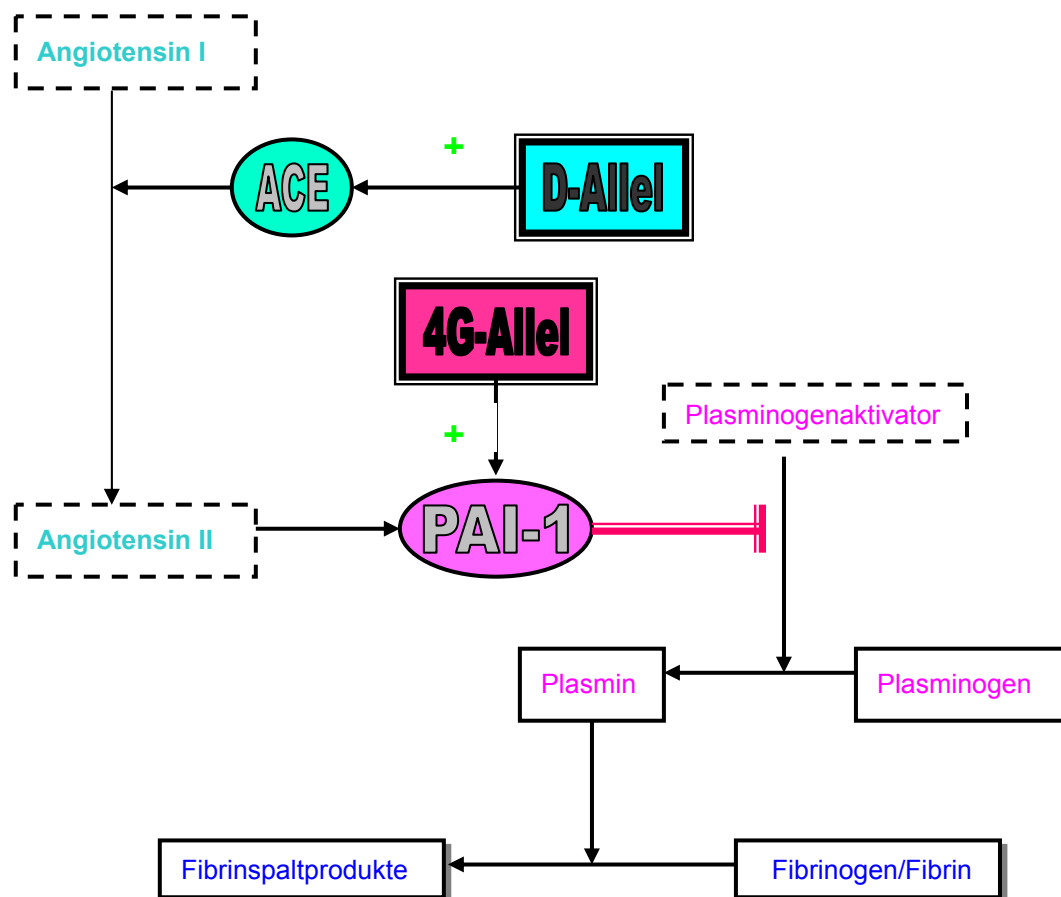 Angiotensin I
+
ACE
D-Allel
4G-Allel
Plasminogenaktivator
+
Angiotensin II
PAI-1
Plasmin
Plasminogen
Fibrinspaltprodukte
Fibrinogen/Fibrin